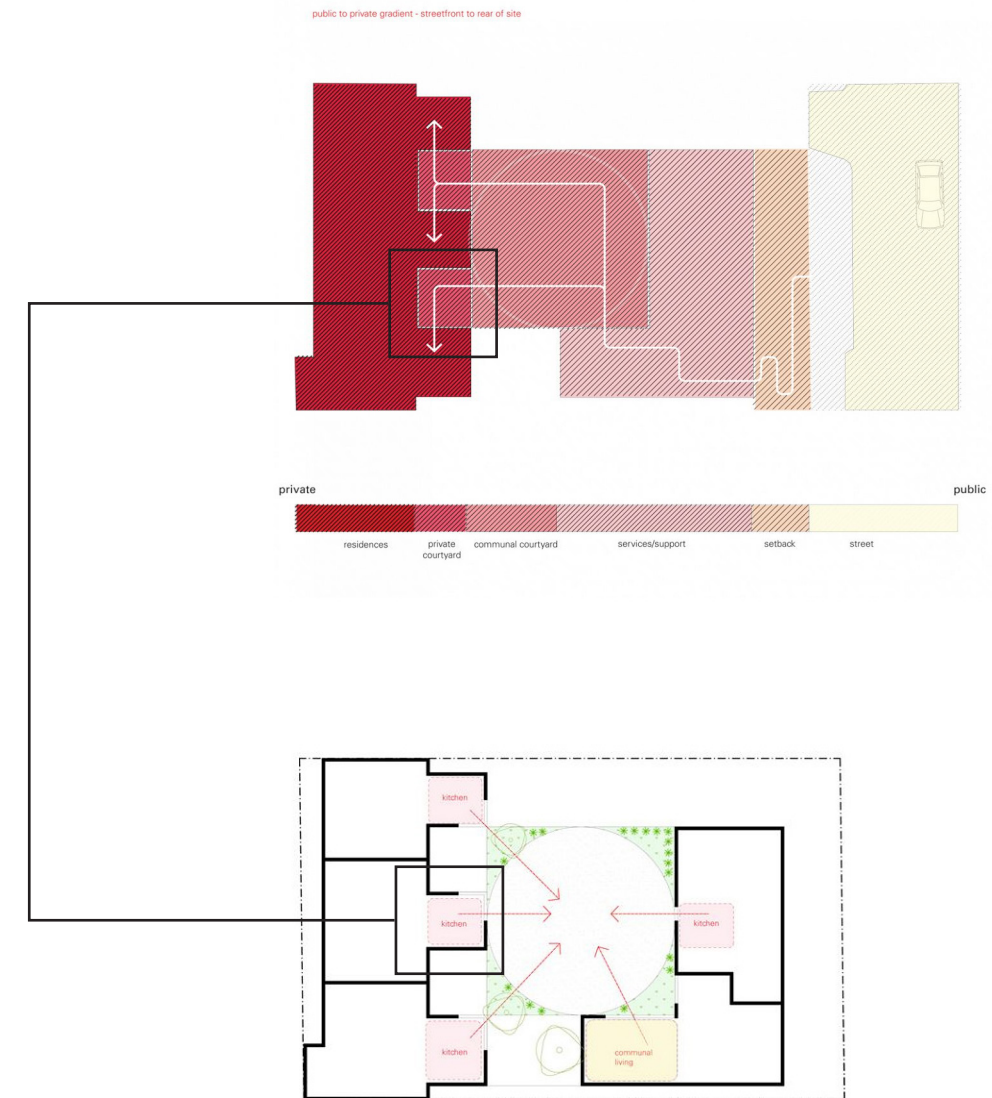 public to private gradient - streetfront to rear of site
private
public
residences
private
courtyard
communal courtyard
services/support
setback
street
kitchen
kitchen
kitchen
kitchen
communal
living